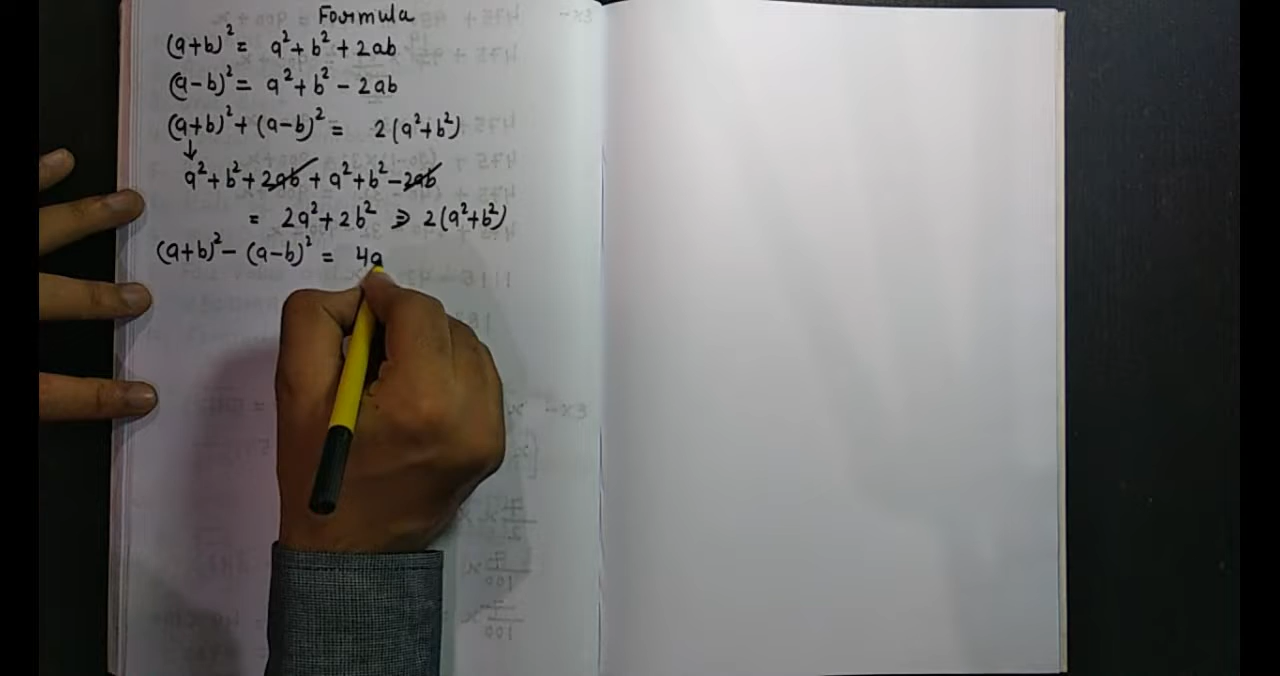 Formula
(a+b)² = a²+b²+2ab
(a-b)² = a²+b²-2ab
(a+b)²+(a-b)² = 2(a²+b²)
↓
a²+b²+2ab+a²+b²-2ab
= 2a²+2b² ⇒ 2(a²+b²)
(a+b)²-(a-b)² = 4a